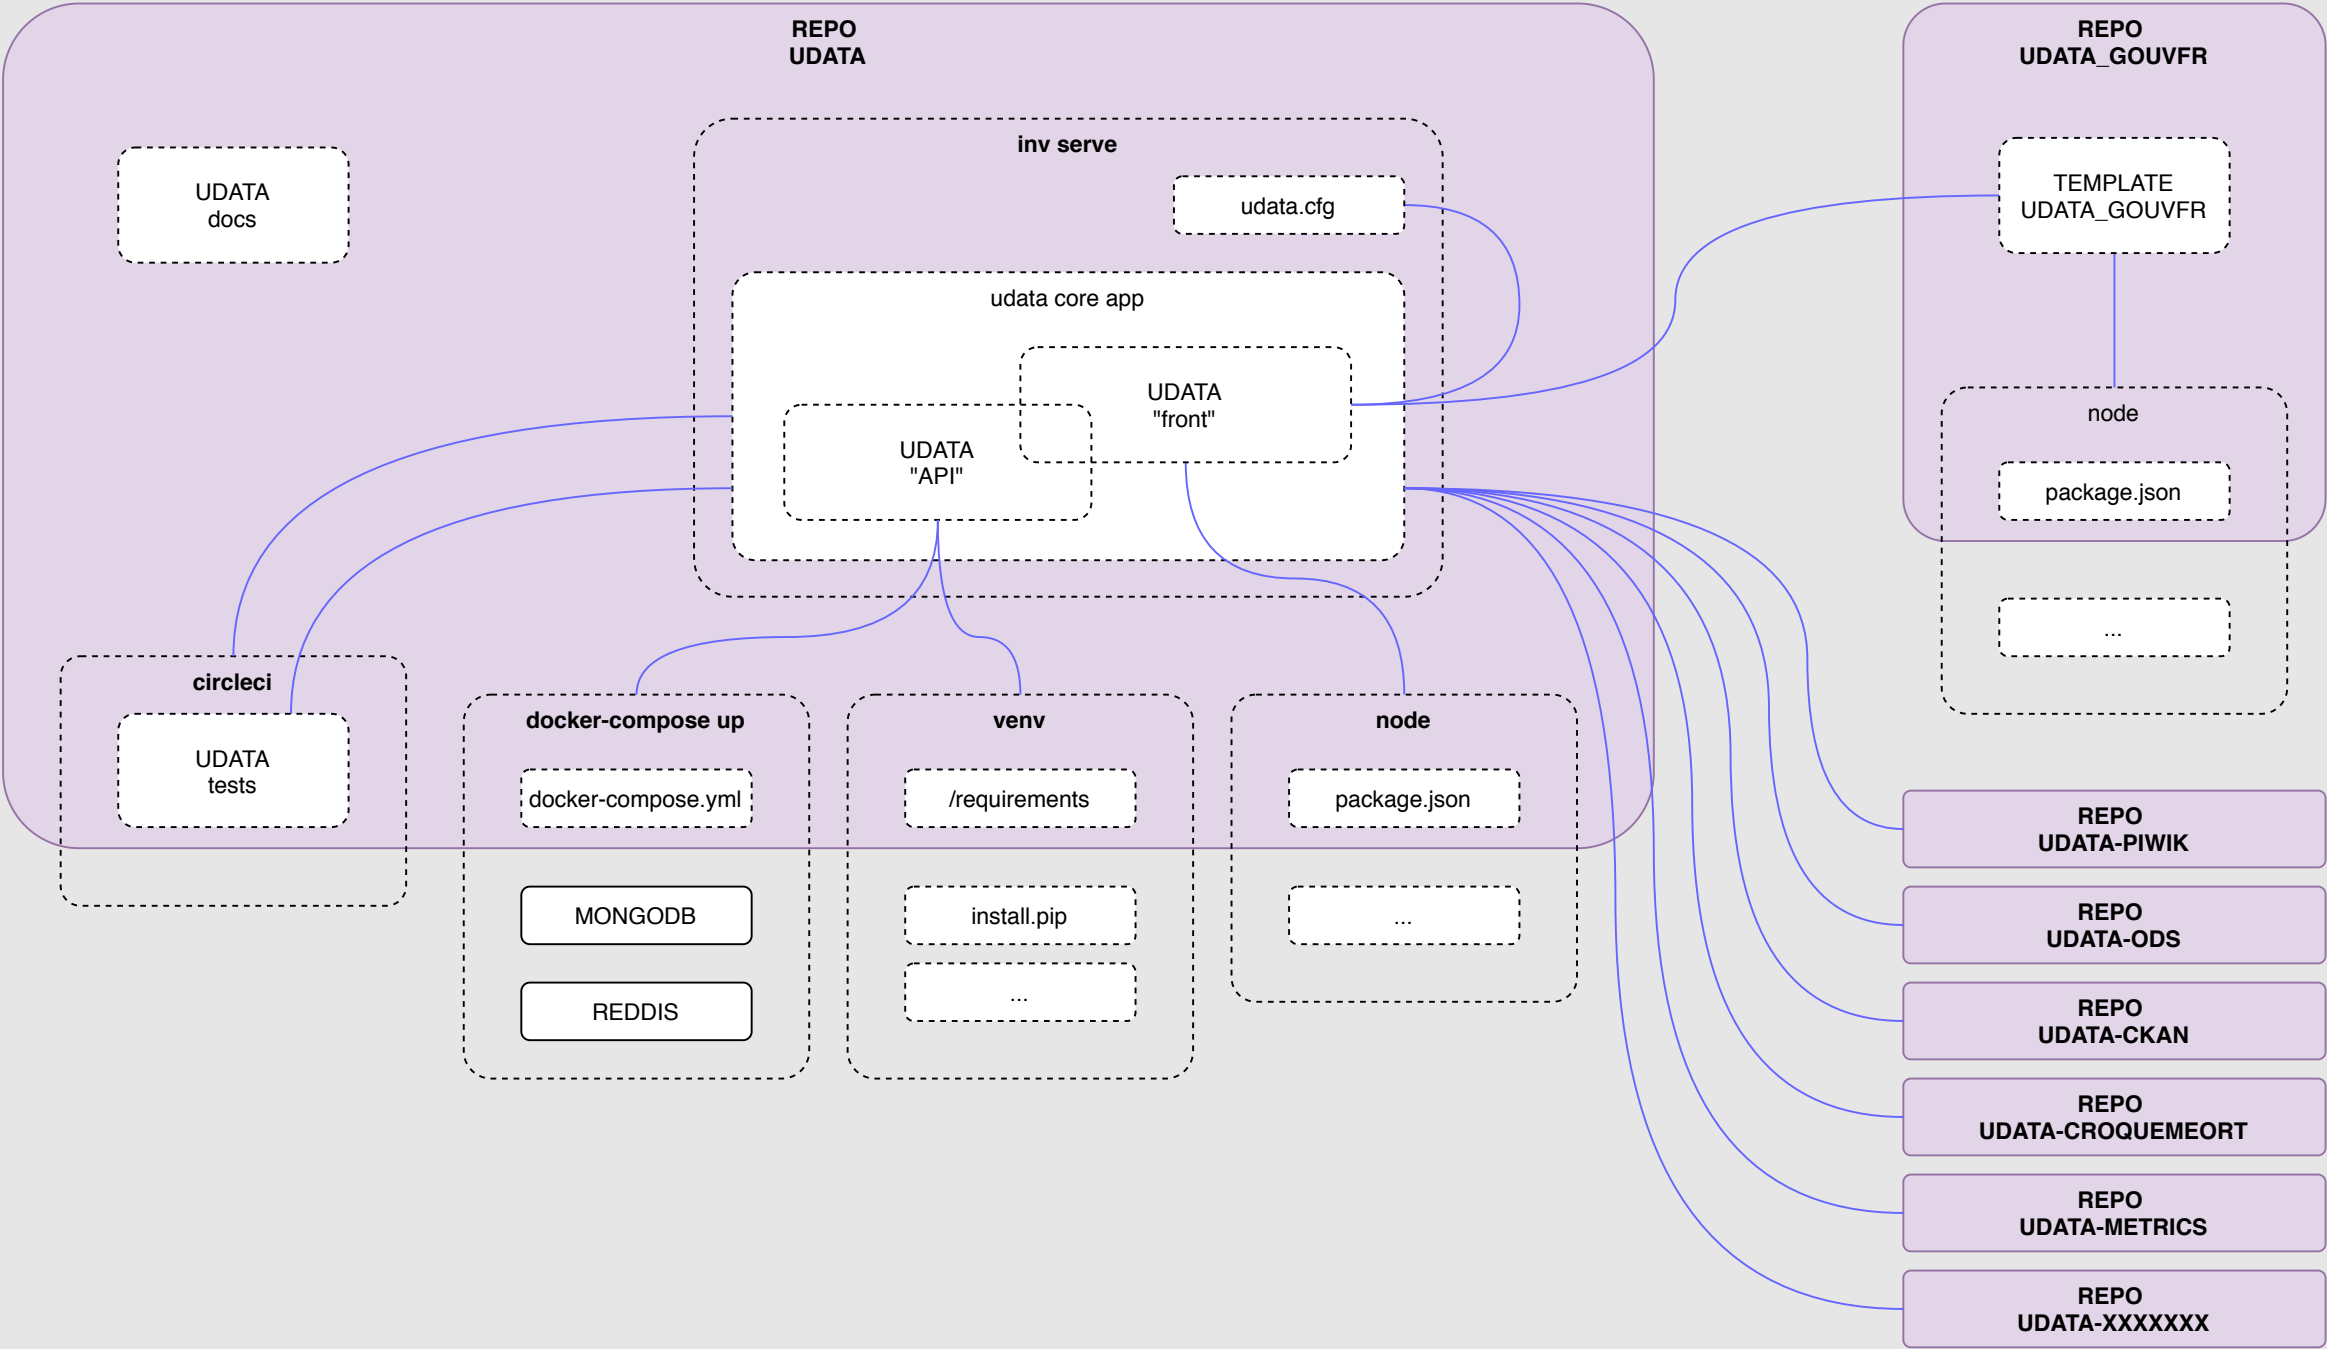 REPO
UDATA
REPO
UDATA_GOUVFR
inv serve
UDATA
docs
udata.cfg
TEMPLATE
UDATA_GOUVFR
udata core app
UDATA
"front"
UDATA
"API"
node
package.json
...
circleci
UDATA
tests
docker-compose up
docker-compose.yml
MONGODB
REDDIS
venv
/requirements
install.pip
...
node
package.json
...
REPO
UDATA-PIWIK
REPO
UDATA-ODS
REPO
UDATA-CKAN
REPO
UDATA-CROQUEMEORT
REPO
UDATA-METRICS
REPO
UDATA-XXXXXXX